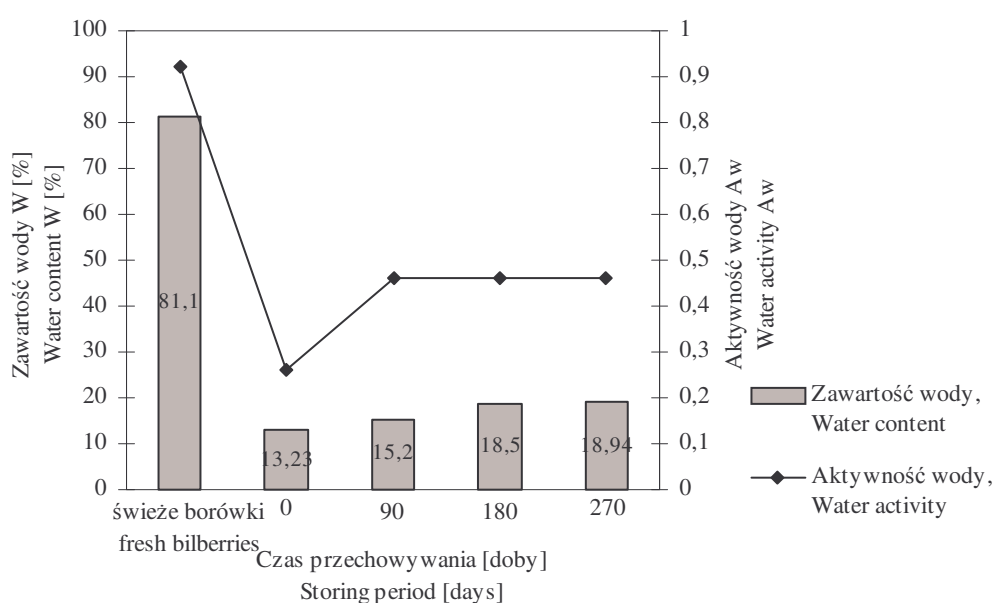 100
90
80
70
60
50
40
30
20
10
0
Zawartość wody W [%]
Water content W [%]
1
0,9
0,8
0,7
0,6
0,5
0,4
0,3
0,2
0,1
0
Aktywność wody Aw
Water activity Aw
81,1
13,23
15,2
18,5
18,94
świeże borówki
fresh bilberries
0
90
180
270
Czas przechowywania [doby]
Storing period [days]
Zawartość wody,
Water content
Aktywność wody,
Water activity